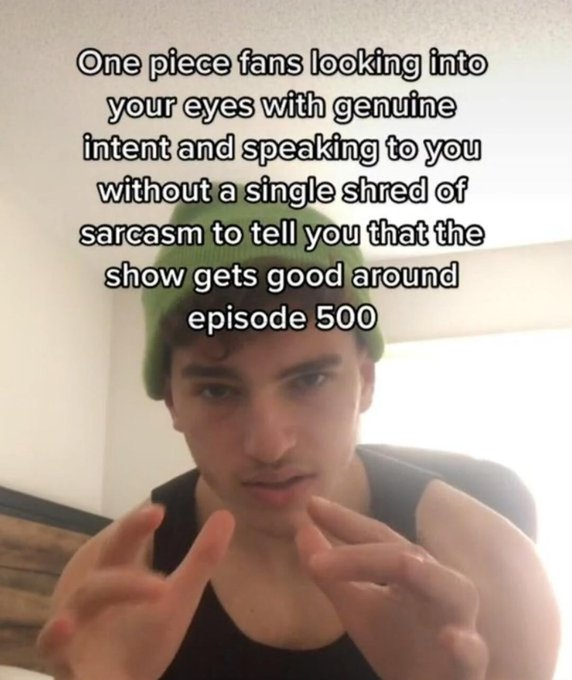 One piece fans looking into
your eyes with genuine
intent and speaking to you
without a single shred of
sarcasm to tell you that the
show gets good around
episode 500